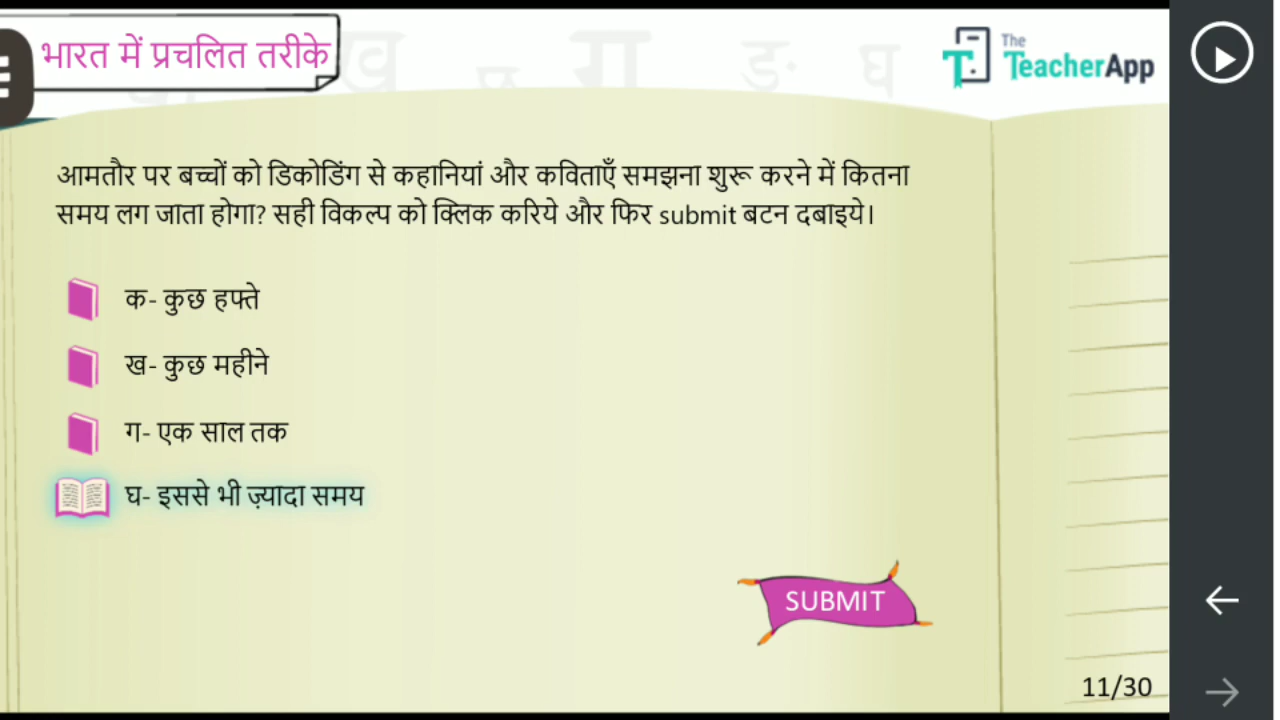 भारत में प्रचलित तरीके
The
TeacherApp
आमतौर पर बच्चों को डिकोडिंग से कहानियां और कविताएँ समझना शुरू करने में कितना
समय लग जाता होगा? सही विकल्प को क्लिक करिये और फिर submit बटन दबाइये।
क- कुछ हफ्ते
ख- कुछ महीने
ग- एक साल तक
घ- इससे भी ज़्यादा समय
SUBMIT
11/30